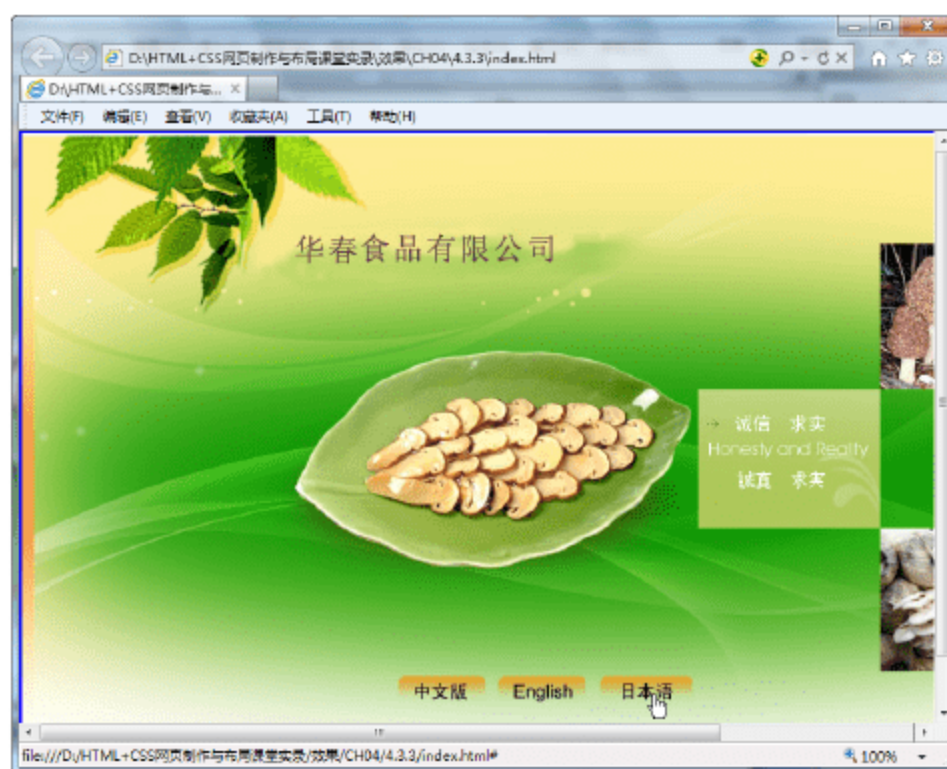 D:\HTML+CSS网页制作与布局课堂实录\效果\CH04\4.3.3\index.html
D:\HTML+CSS网页制作与...
文件(F) 编辑(E) 查看(V) 收藏夹(A) 工具(T) 帮助(H)
华春食品有限公司
诚信 求实
Honesty and Realty
誠真 求実
中文版 English 日本语
file:///D:/HTML+CSS网页制作与布局课堂实录/效果/CH04/4.3.3/index.html#
100%